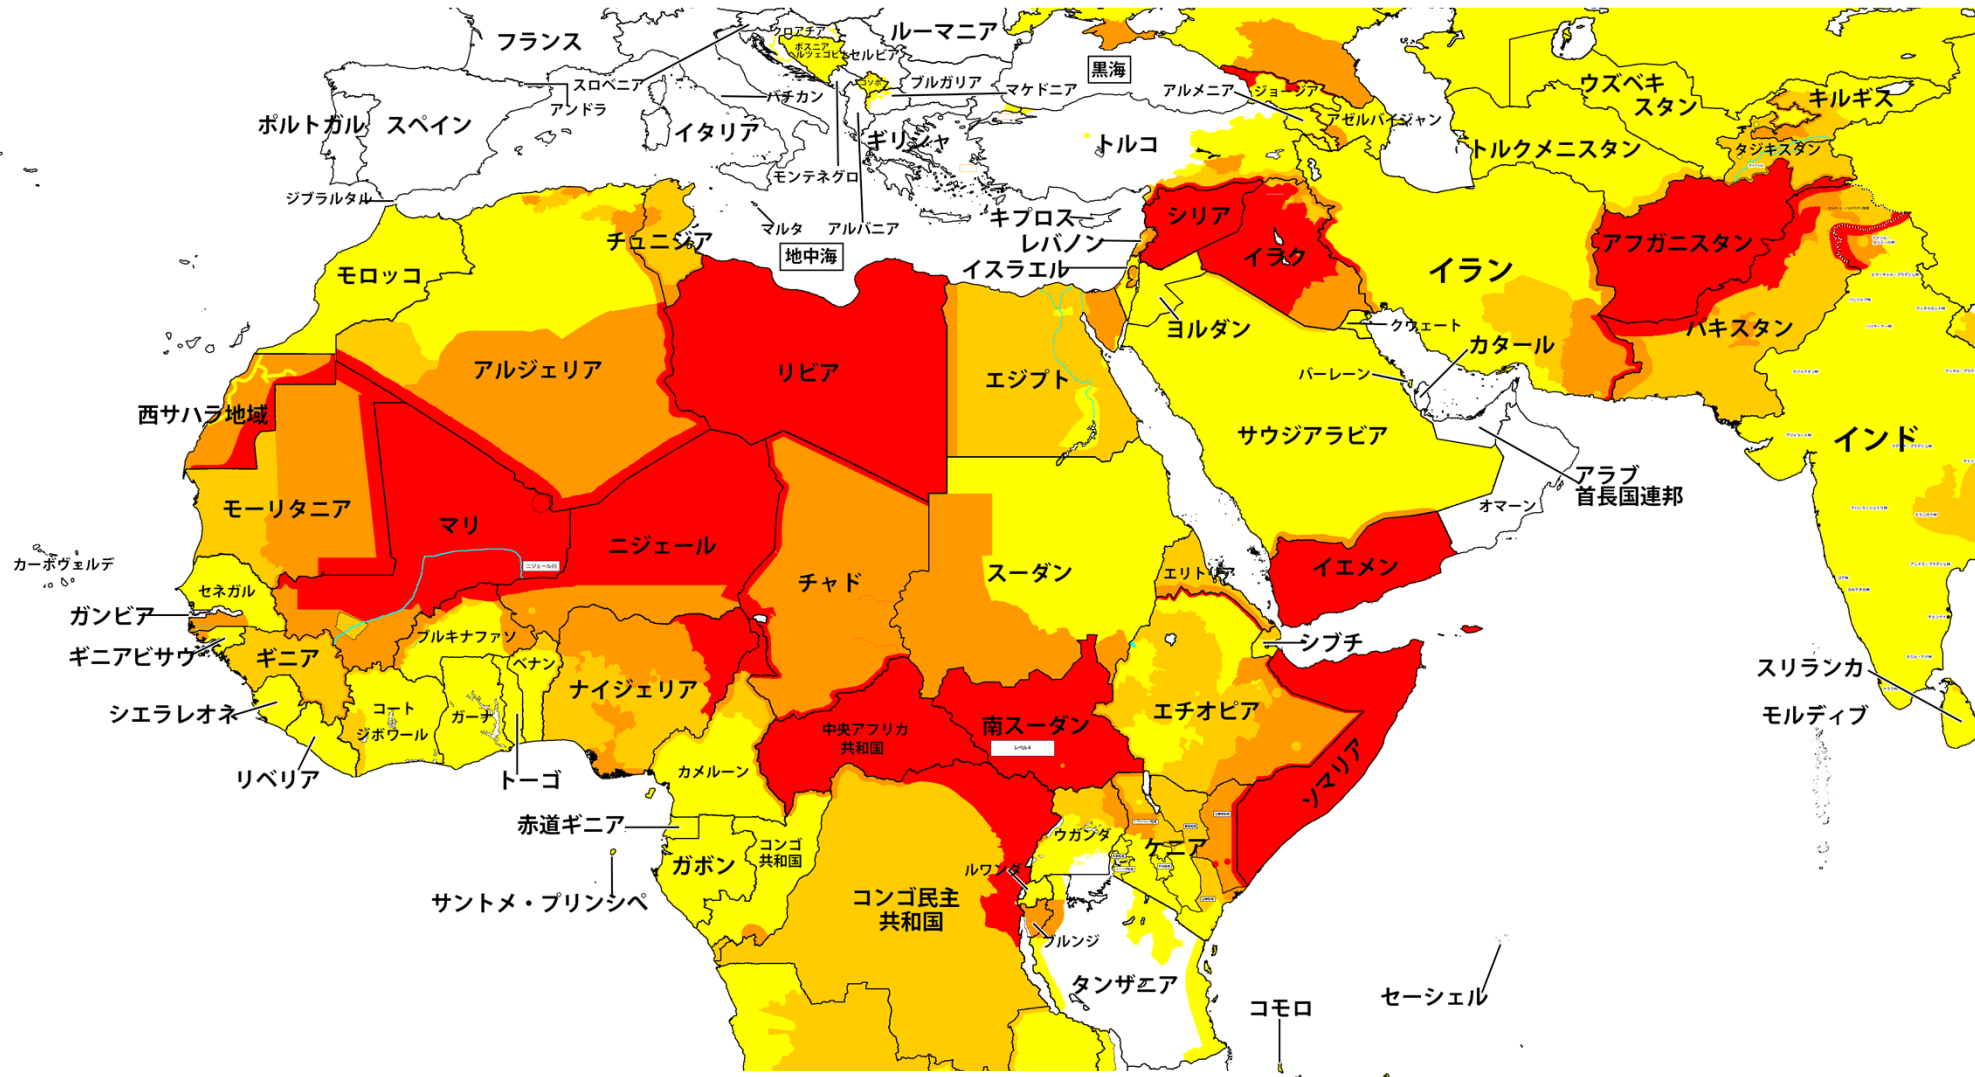 フランス
クロアチア
ルーマニア
ボスニア
ヘルツェゴビナ
セルビア
黒海
スロベニア
コソボ
ブルガリア
マケドニア
アルメニア
ジョージア
ウズベキ
スタン
キルギス
アンドラ
バチカン
ポルトガル
スペイン
イタリア
ギリシャ
トルコ
アゼルバイジャン
トルクメニスタン
タジキスタン
モンテネグロ
ジブラルタル
マルタ
アルバニア
キプロス
シリア
チュニジア
地中海
レバノン
イラク
アフガニスタン
モロッコ
イスラエル
イラン
ヨルダン
クウェート
パキスタン
カタール
アルジェリア
リビア
エジプト
バーレーン
西サハラ地域
サウジアラビア
インド
アラブ
首長国連邦
モーリタニア
マリ
オマーン
ニジェール
カーボヴェルデ
ニジェール川
チャド
スーダン
エリトリア
イエメン
セネガル
ガンビア
ブルキナファソ
シブチ
ギニアビサウ
ギニア
ベナン
スリランカ
ナイジェリア
シエラレオネ
コート
ジボワール
ガーナ
中央アフリカ
共和国
南スーダン
レベル4
エチオピア
モルディブ
リベリア
トーゴ
カメルーン
ソマリア
赤道ギニア
コンゴ
共和国
ウガンダ
ケニア
ガボン
ルワンダ
サントメ・プリンシペ
コンゴ民主
共和国
ブルンジ
タンザニア
コモロ
セーシェル